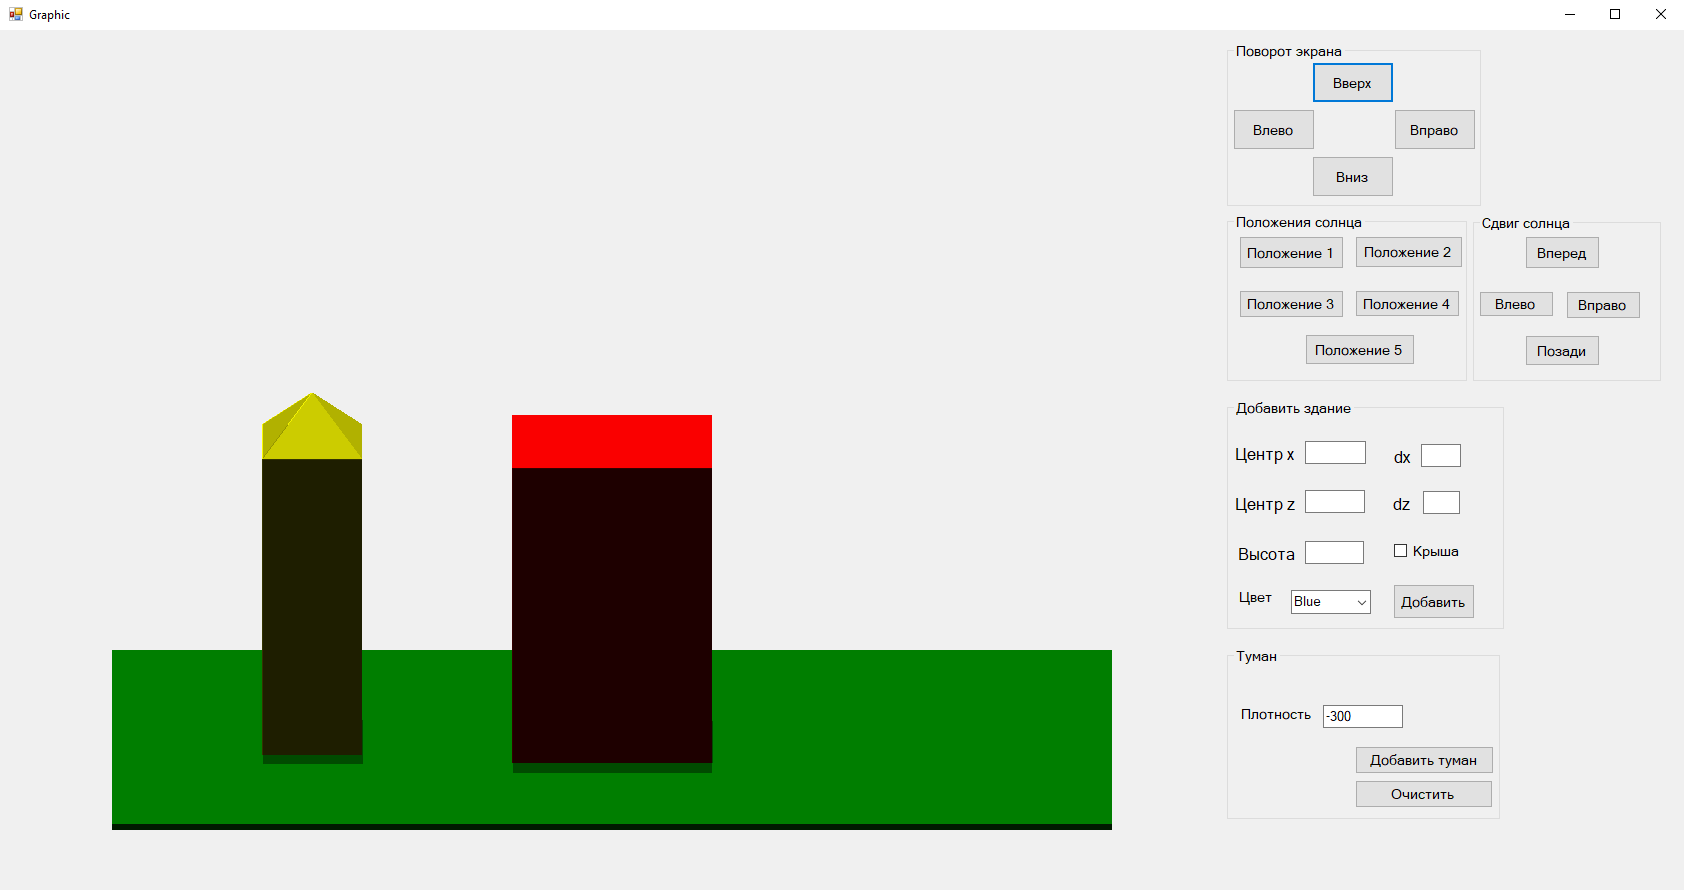 Graphic
Поворот экрана
Вверх
Влево
Вправо
Вниз
Положения солнца
Положение 1
Положение 2
Положение 3
Положение 4
Положение 5
Сдвиг солнца
Вперед
Влево
Вправо
Позади
Добавить здание
Центр x
dx
Центр z
dz
Высота
Крыша
Цвет
Blue
Добавить
Туман
Плотность
-300
Добавить туман
Очистить